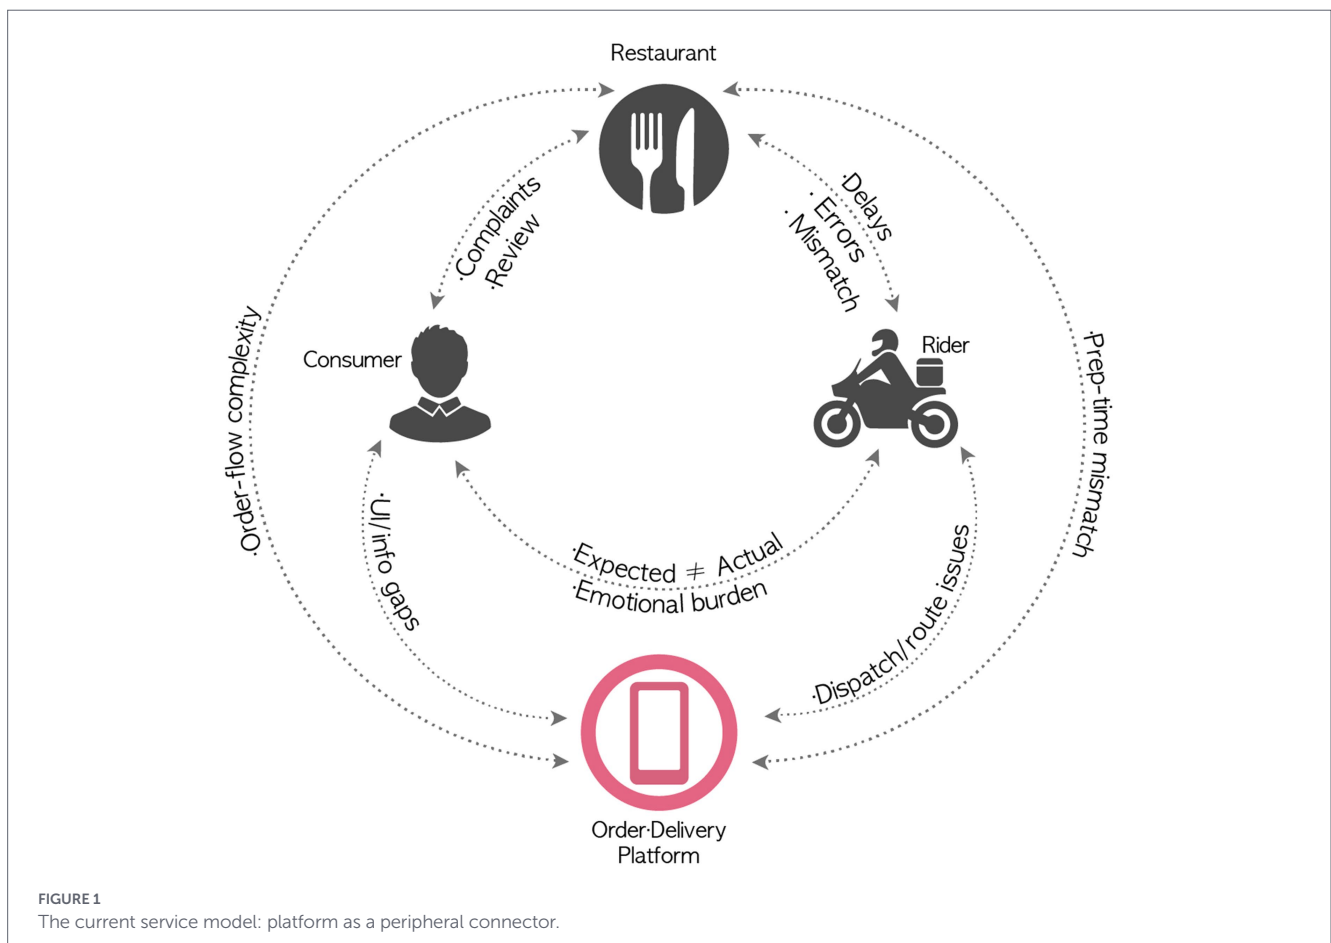 Restaurant
·Complaints
·Review
·Delays
· Errors
· Mismatch
Consumer
Rider
·Order-flow complexity
·Prep-time mismatch
·UI/info gaps
·Expected ≠ Actual
·Emotional burden
·Dispatch/route issues
Order·Delivery
Platform
FIGURE 1
The current service model: platform as a peripheral connector.